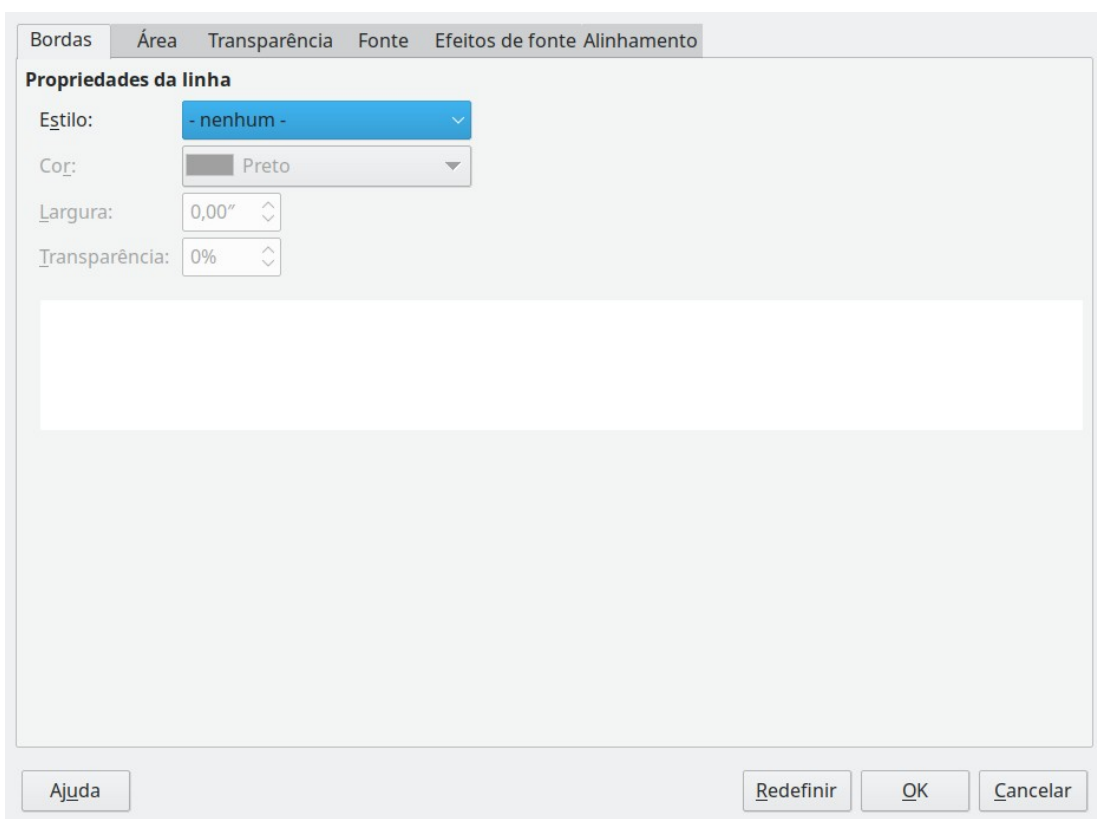 Bordas Área Transparência Fonte Efeitos de fonte Alinhamento
Propriedades da linha
Estilo: - nenhum -
Cor: Preto
Largura: 0,00″
Transparência: 0%
Ajuda Redefinir OK Cancelar